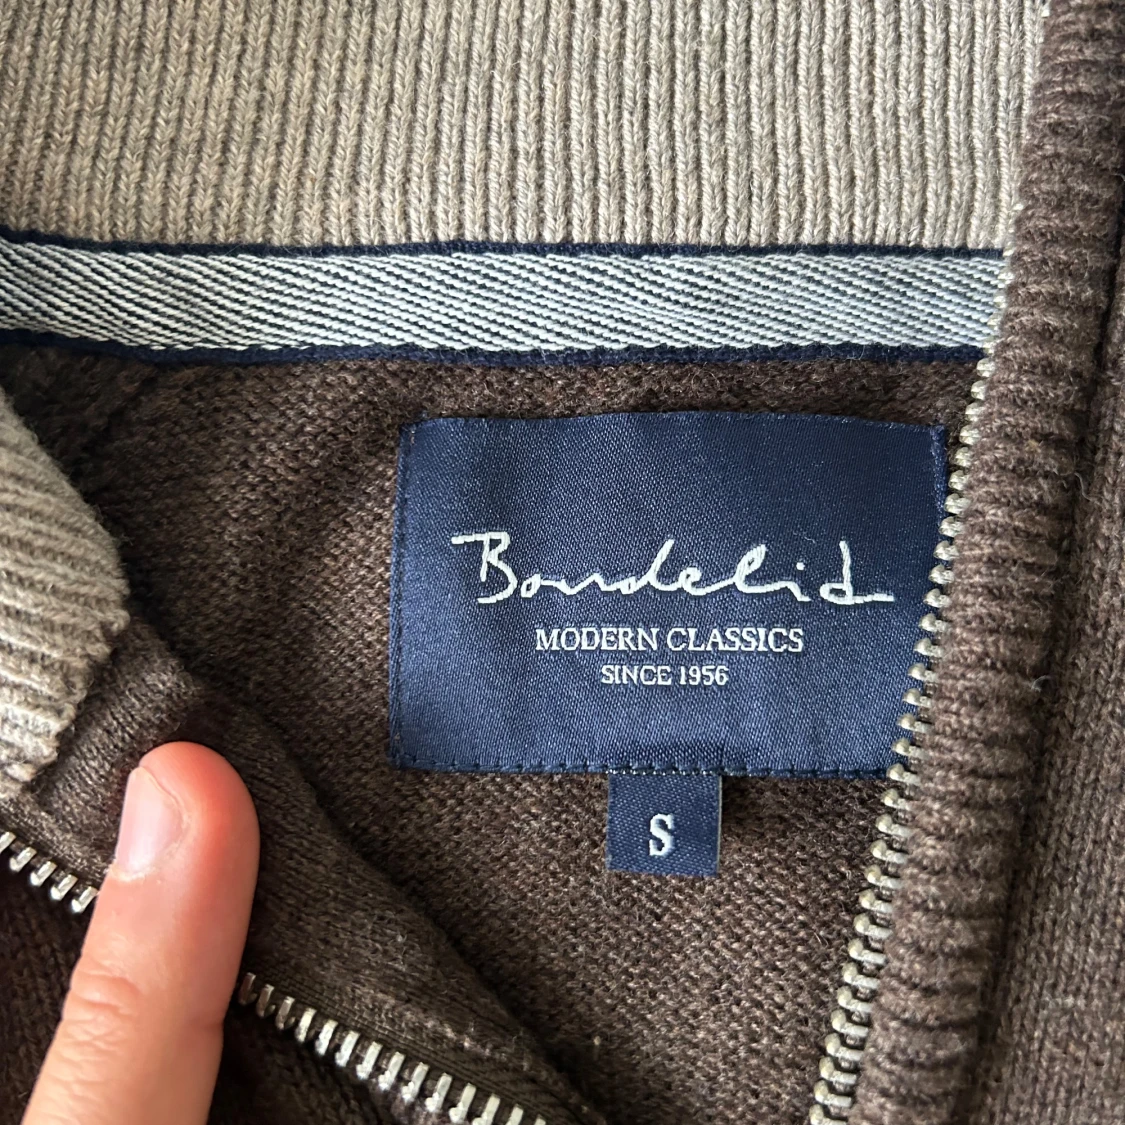 Bondelid
MODERN CLASSICS
SINCE 1956
S